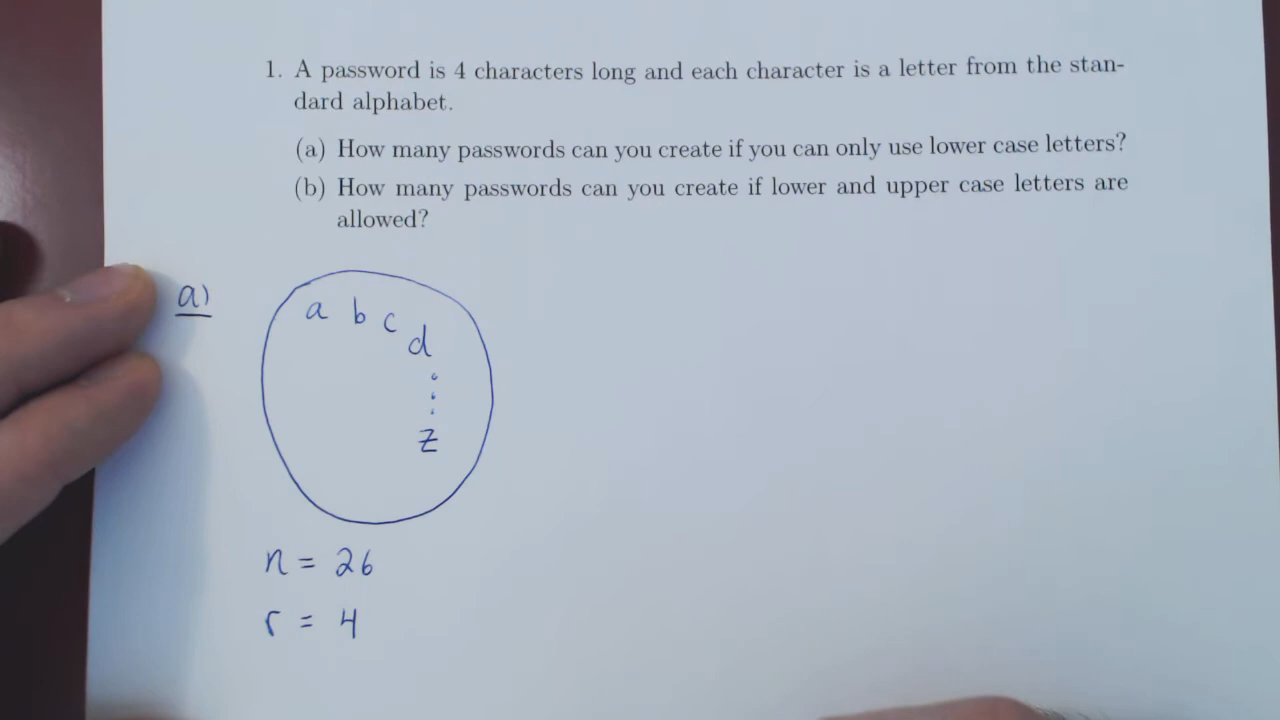 1. A password is 4 characters long and each character is a letter from the stan-
dard alphabet.
(a) How many passwords can you create if you can only use lower case letters?
(b) How many passwords can you create if lower and upper case letters are
allowed?
a)
a b c
d
⋮
z
n = 26
r = 4